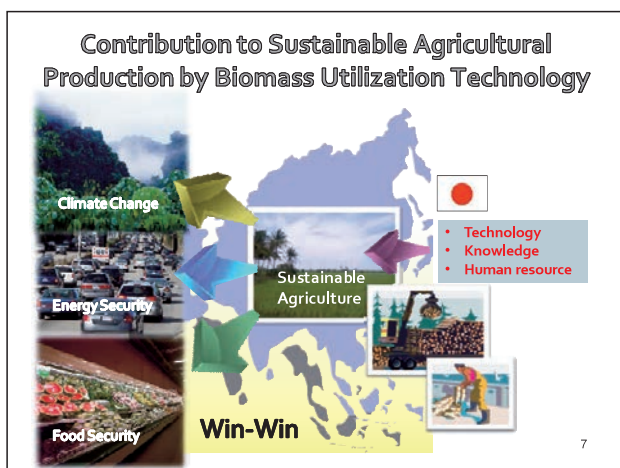 Contribution to Sustainable Agricultural
Production by Biomass Utilization Technology
Climate Change
Energy Security
Food Security
Sustainable
Agriculture
• Technology
• Knowledge
• Human resource
Win-Win
7